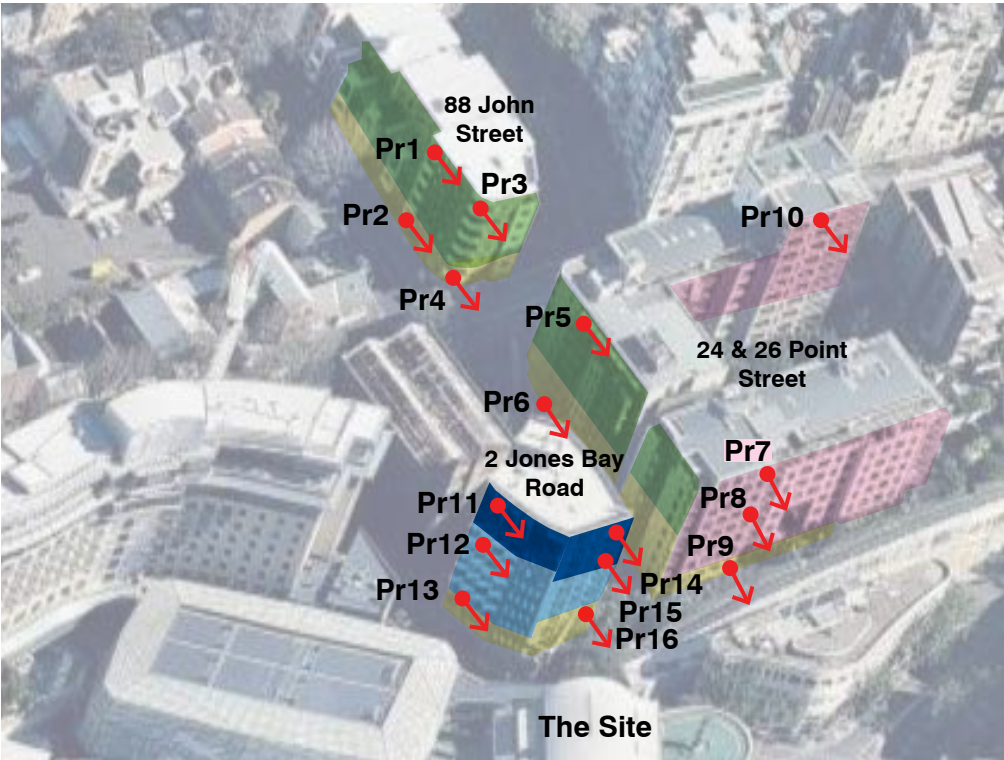 88 John
Street
Pr1
Pr3
Pr2
Pr4
Pr10
Pr5
24 & 26 Point
Street
Pr6
Pr7
2 Jones Bay
Road
Pr8
Pr11
Pr12
Pr9
Pr13
Pr14
Pr15
Pr16
The Site